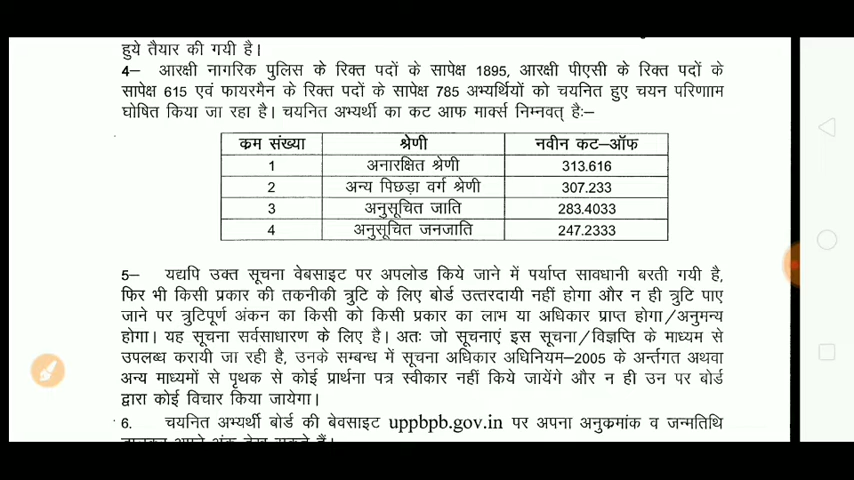 हुये तैयार की गयी है।
4– आरक्षी नागरिक पुलिस के रिक्त पदों के सापेक्ष 1895, आरक्षी पीएसी के रिक्त पदों के
सापेक्ष 615 एवं फायरमैन के रिक्त पदों के सापेक्ष 785 अभ्यर्थियों को चयनित हुए चयन परिणााम
घोषित किया जा रहा है। चयनित अभ्यर्थी का कट आफ मार्क्स निम्नवत् हैः–
क्रम संख्या श्रेणी नवीन कट–ऑफ
1 अनारक्षित श्रेणी 313.616
2 अन्य पिछड़ा वर्ग श्रेणी 307.233
3 अनुसूचित जाति 283.4033
4 अनुसूचित जनजाति 247.2333
5– यद्यपि उक्त सूचना वेबसाइट पर अपलोड किये जाने में पर्याप्त सावधानी बरती गयी है,
फिर भी किसी प्रकार की तकनीकी त्रुटि के लिए बोर्ड उत्तरदायी नहीं होगा और न ही त्रुटि पाए
जाने पर त्रुटिपूर्ण अंकन का किसी को किसी प्रकार का लाभ या अधिकार प्राप्त होगा/अनुमन्य
होगा। यह सूचना सर्वसाधारण के लिए है। अतः जो सूचनाएं इस सूचना/विज्ञप्ति के माध्यम से
उपलब्ध करायी जा रही है, उनके सम्बन्ध में सूचना अधिकार अधिनियम–2005 के अर्न्तगत अथवा
अन्य माध्यमों से पृथक से कोई प्रार्थना पत्र स्वीकार नहीं किये जायेंगे और न ही उन पर बोर्ड
द्वारा कोई विचार किया जायेगा।
6. चयनित अभ्यर्थी बोर्ड की बेवसाइट uppbpb.gov.in पर अपना अनुक्रमांक व जन्मतिथि
डालकर अपने अंक देख सकते हैं।